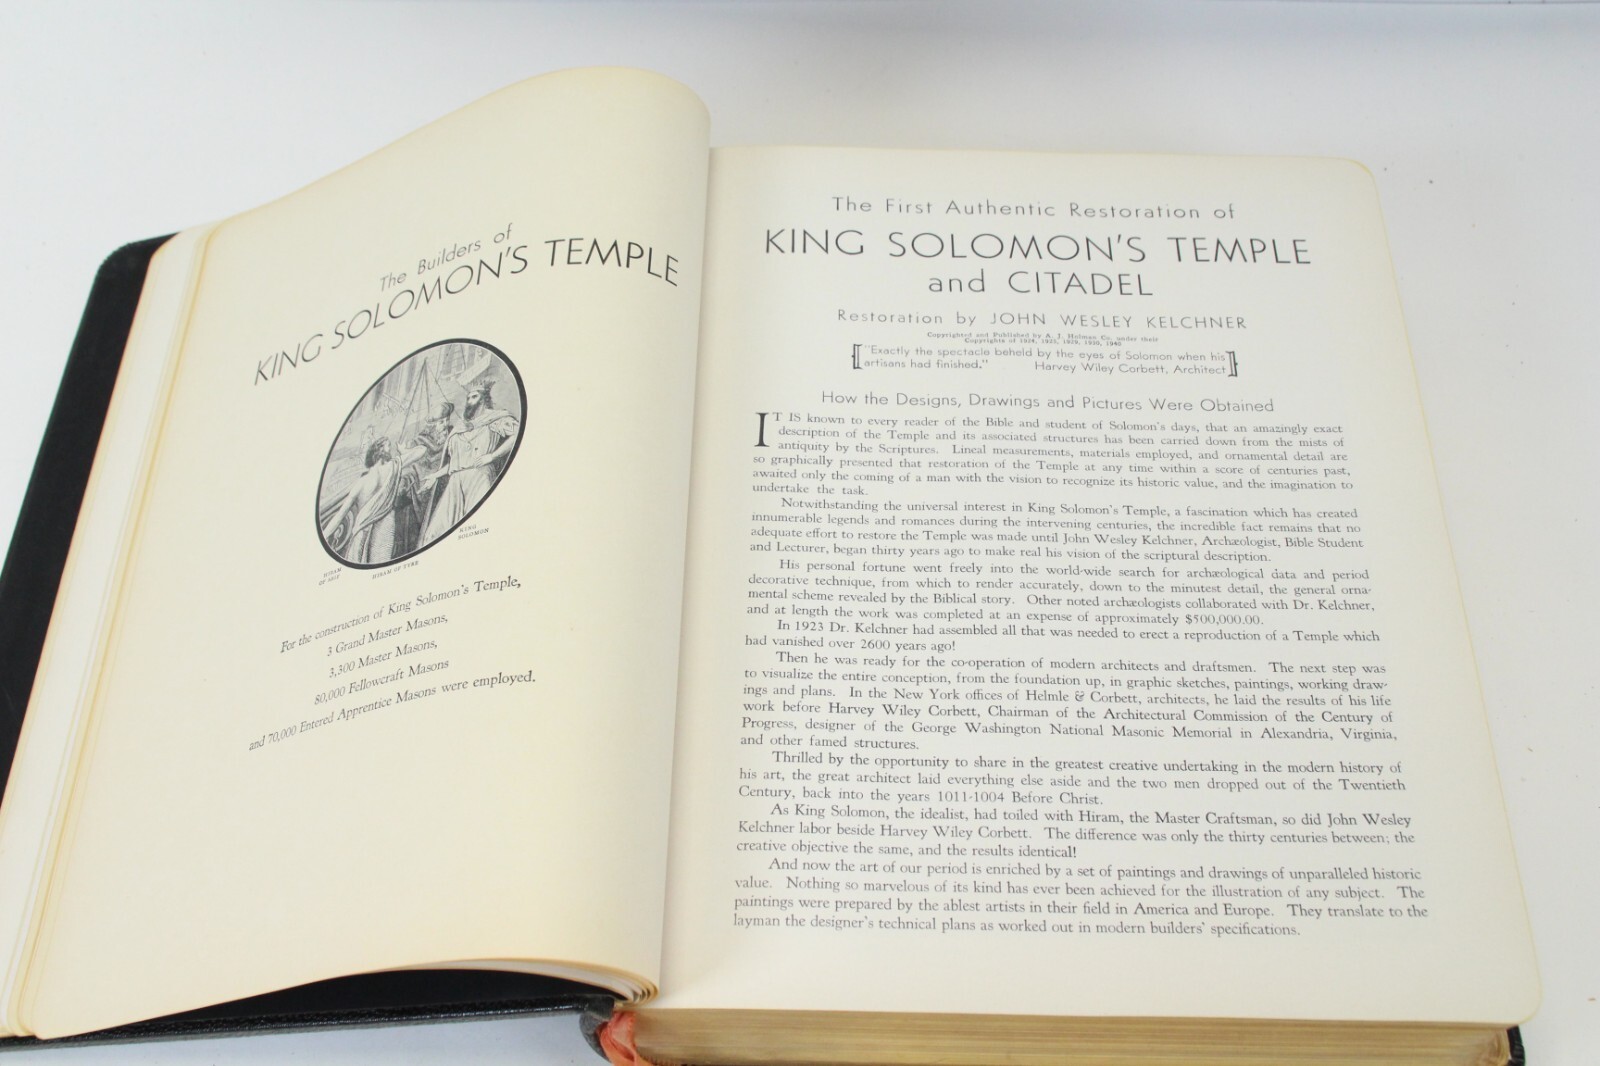 The Builders of
KING SOLOMON'S TEMPLE
KING
SOLOMON
HIRAM
OF ABIF
HIRAM OF TYRE
For the construction of King Solomon's Temple,
3 Grand Master Masons,
3,300 Master Masons,
80,000 Fellowcraft Masons
and 70,000 Entered Apprentice Masons were employed.
The First Authentic Restoration of
KING SOLOMON'S TEMPLE
and CITADEL
Restoration by JOHN WESLEY KELCHNER
Copyrighted and Published by A. J. Holman Co. under their
Copyrights of 1924, 1925, 1929, 1930, 1940
["Exactly the spectacle beheld by the eyes of Solomon when his
artisans had finished." Harvey Wiley Corbett, Architect]
How the Designs, Drawings and Pictures Were Obtained
IT IS known to every reader of the Bible and student of Solomon's days, that an amazingly exact
description of the Temple and its associated structures has been carried down from the mists of
antiquity by the Scriptures. Lineal measurements, materials employed, and ornamental detail are
so graphically presented that restoration of the Temple at any time within a score of centuries past,
awaited only the coming of a man with the vision to recognize its historic value, and the imagination to
undertake the task.
Notwithstanding the universal interest in King Solomon's Temple, a fascination which has created
innumerable legends and romances during the intervening centuries, the incredible fact remains that no
adequate effort to restore the Temple was made until John Wesley Kelchner, Archæologist, Bible Student
and Lecturer, began thirty years ago to make real his vision of the scriptural description.
His personal fortune went freely into the world-wide search for archæological data and period
decorative technique, from which to render accurately, down to the minutest detail, the general orna-
mental scheme revealed by the Biblical story. Other noted archæologists collaborated with Dr. Kelchner,
and at length the work was completed at an expense of approximately $500,000.00.
In 1923 Dr. Kelchner had assembled all that was needed to erect a reproduction of a Temple which
had vanished over 2600 years ago!
Then he was ready for the co-operation of modern architects and draftsmen. The next step was
to visualize the entire conception, from the foundation up, in graphic sketches, paintings, working draw-
ings and plans. In the New York offices of Helmle & Corbett, architects, he laid the results of his life
work before Harvey Wiley Corbett, Chairman of the Architectural Commission of the Century of
Progress, designer of the George Washington National Masonic Memorial in Alexandria, Virginia,
and other famed structures.
Thrilled by the opportunity to share in the greatest creative undertaking in the modern history of
his art, the great architect laid everything else aside and the two men dropped out of the Twentieth
Century, back into the years 1011-1004 Before Christ.
As King Solomon, the idealist, had toiled with Hiram, the Master Craftsman, so did John Wesley
Kelchner labor beside Harvey Wiley Corbett. The difference was only the thirty centuries between; the
creative objective the same, and the results identical!
And now the art of our period is enriched by a set of paintings and drawings of unparalleled historic
value. Nothing so marvelous of its kind has ever been achieved for the illustration of any subject. The
paintings were prepared by the ablest artists in their field in America and Europe. They translate to the
layman the designer's technical plans as worked out in modern builders' specifications.